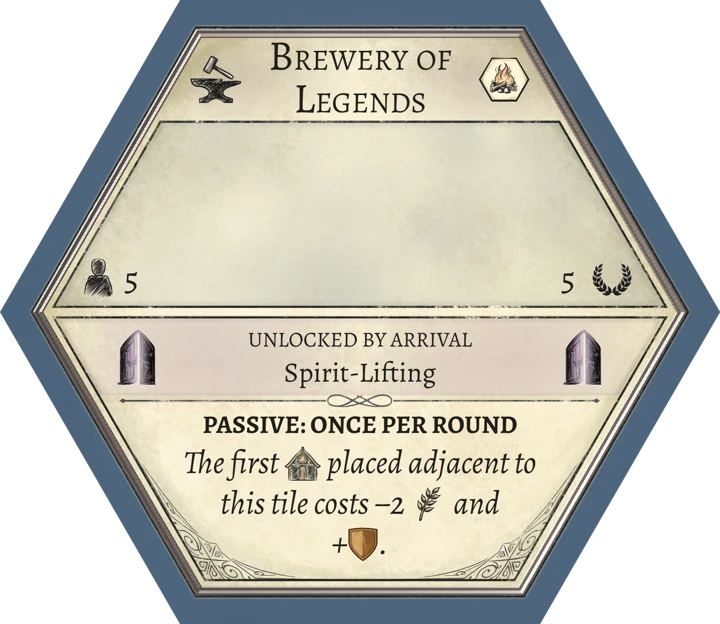 BREWERY OF
LEGENDS
5
5
UNLOCKED BY ARRIVAL
Spirit-Lifting
PASSIVE: ONCE PER ROUND
The first placed adjacent to
this tile costs –2 and
+ .